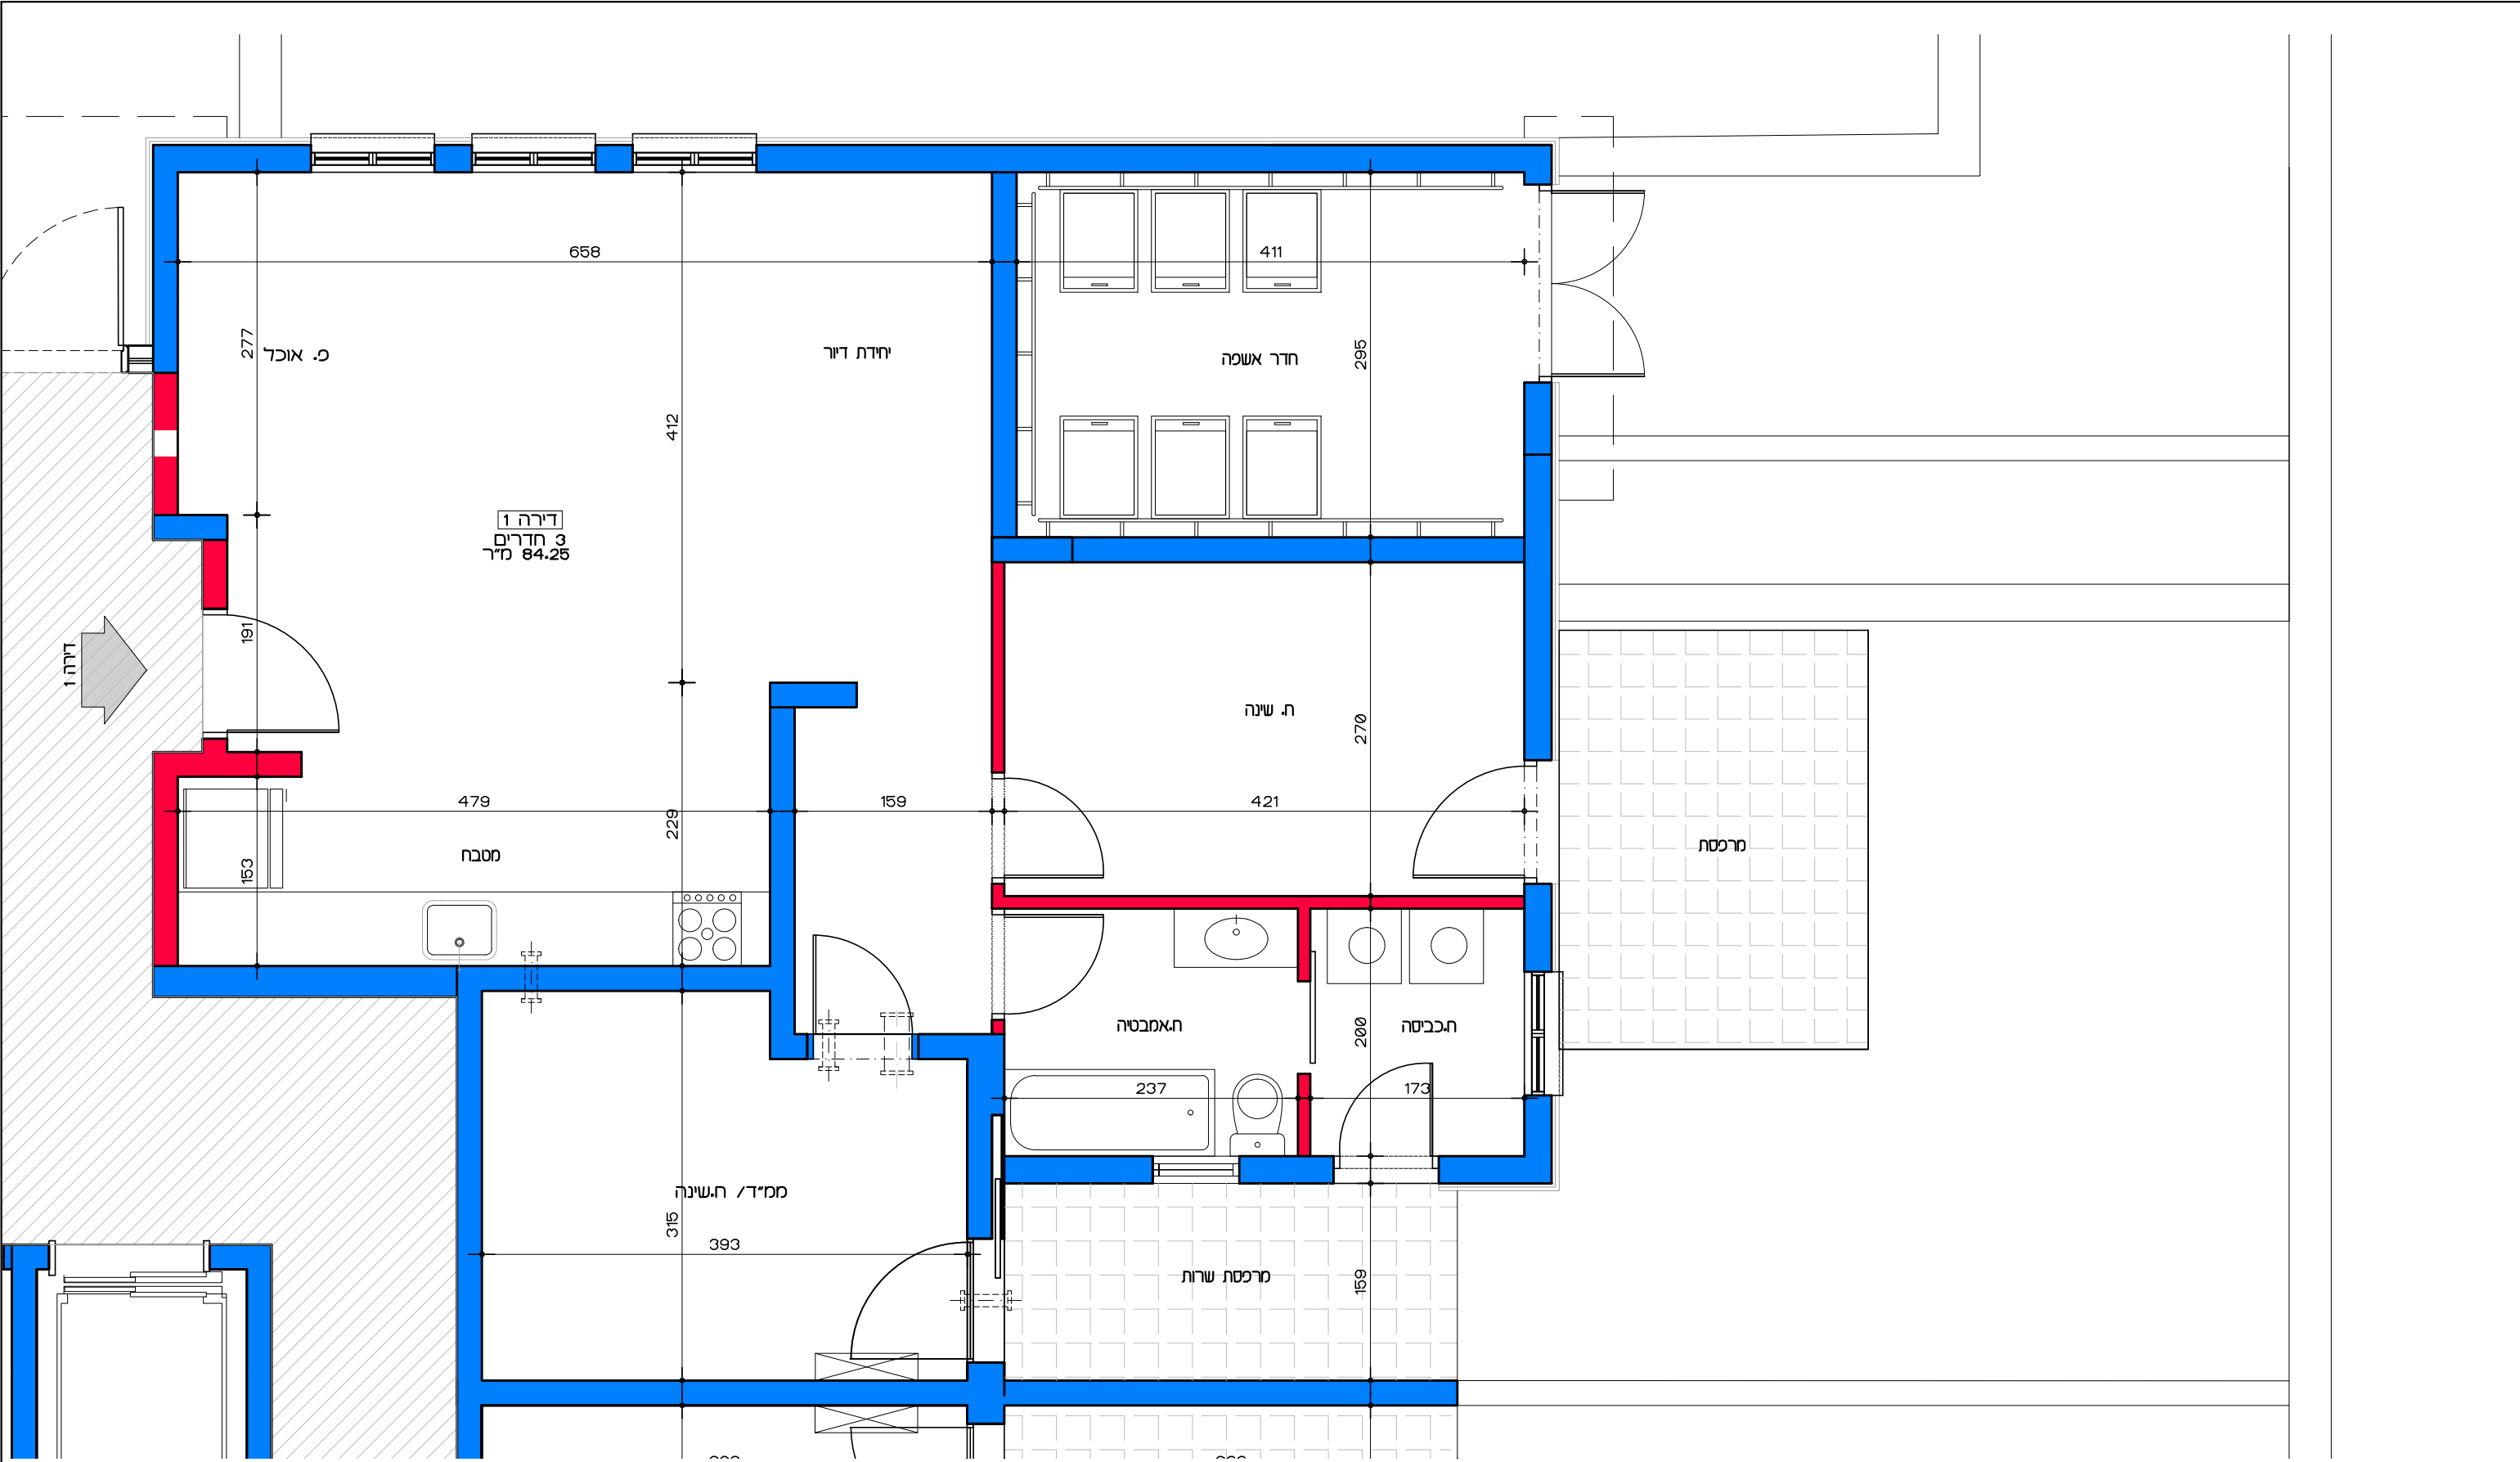 658
411
277
פ. אוכל
יחידת דיור
חדר אשפה
295
412
דירה 1
3 חדרים
84.25 מ"ר
191
דירה 1
ח. שינה
270
479
159
421
229
153
מטבח
מרפסת
ח.אמבטיה
ח.כביסה
200
237
173
ממ"ד/ ח.שינה
315
393
מרפסת שרות
159